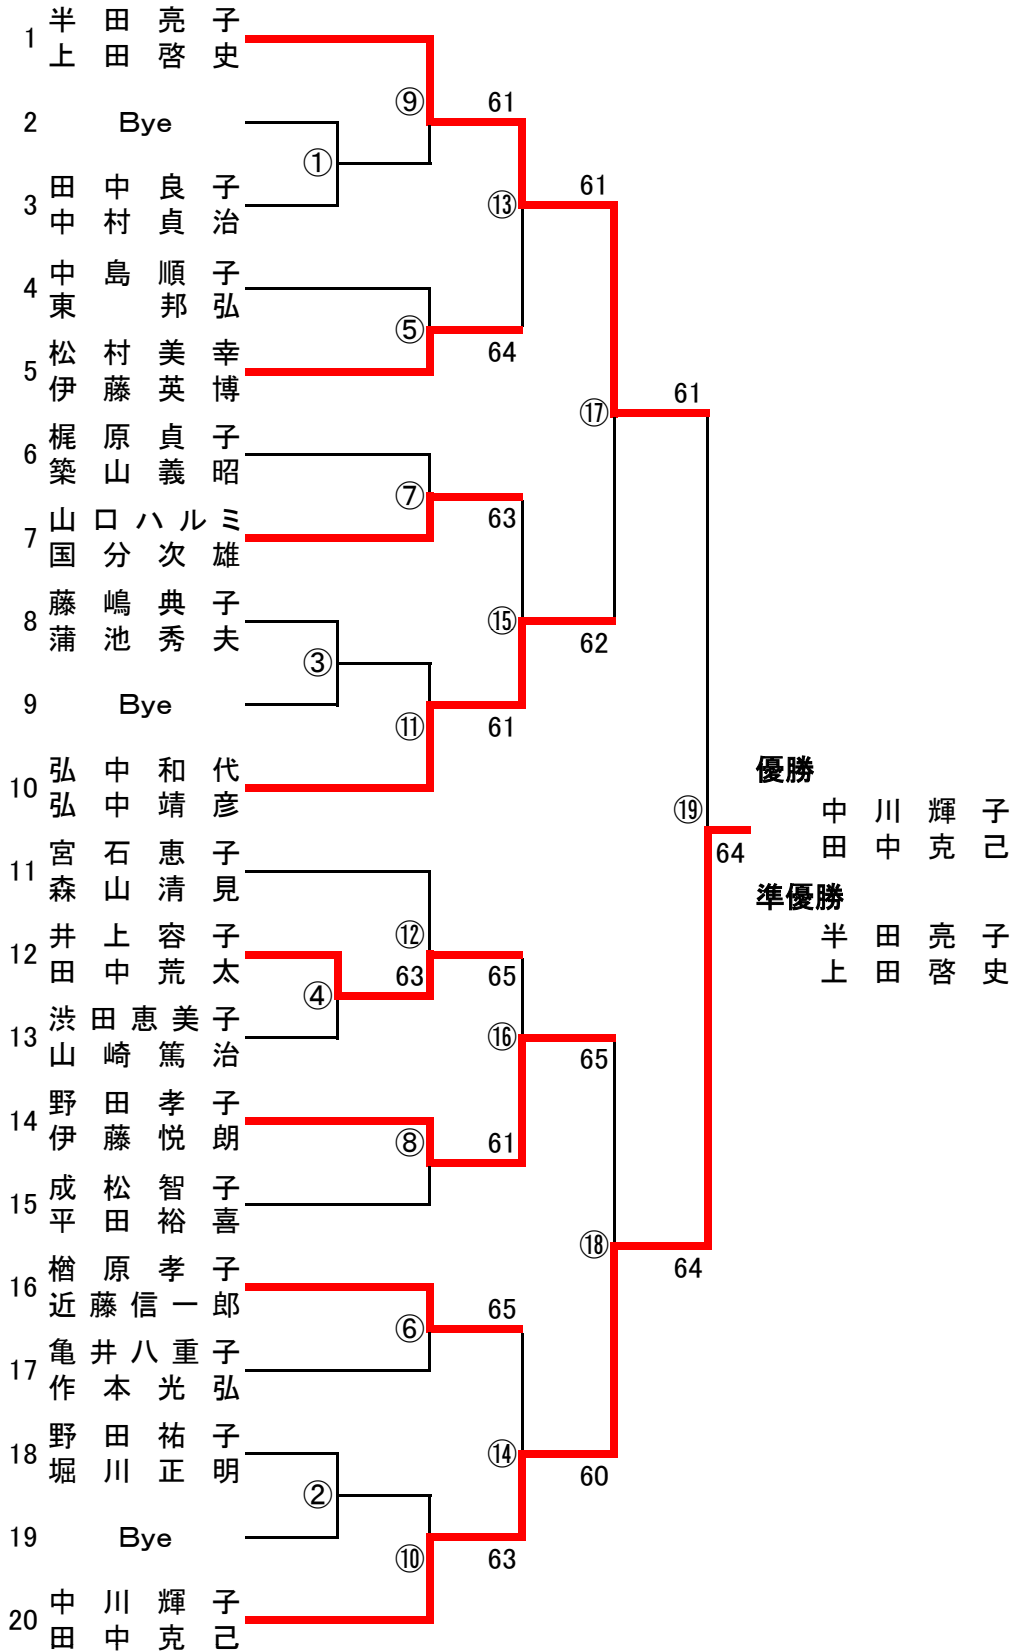 1 半田亮子
上田啓史
⑨ 61
2 Bye
①
61
3 田中良子
中村貞治
⑬
4 中島順子
東邦弘
⑤ 64
5 松村美幸
伊藤英博
61
⑰
6 梶原貞子
築山義昭
⑦ 63
7 山口ハルミ
国分次雄
8 藤嶋典子
蒲池秀夫
⑮ 62
③
9 Bye
⑪ 61
10 弘中和代
弘中靖彦
優勝
⑲ 中川輝子
64 田中克己
11 宮石恵子
森山清見
準優勝
半田亮子
上田啓史
12 井上容子
田中荒太
⑫ 65
④ 63
13 渋田恵美子
山崎篤治
⑯ 65
14 野田孝子
伊藤悦朗
⑧ 61
15 成松智子
平田裕喜
⑱ 64
16 楢原孝子
近藤信一郎
⑥ 65
17 亀井八重子
作本光弘
18 野田祐子
堀川正明
⑭ 60
②
19 Bye
⑩ 63
20 中川輝子
田中克己